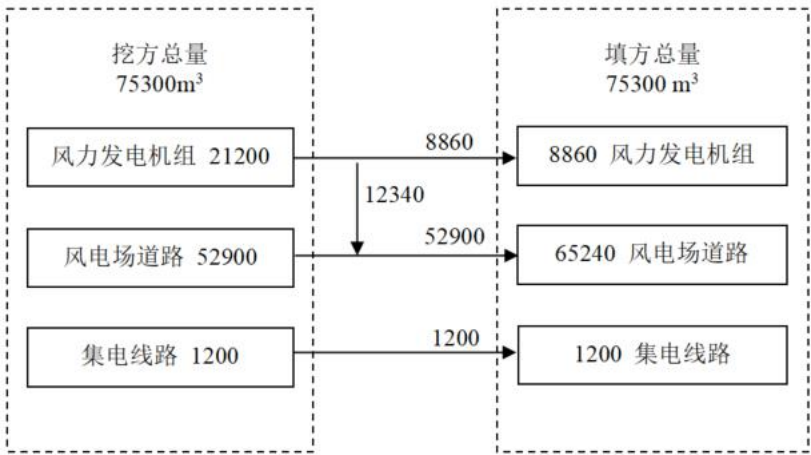 挖方总量
75300m³
填方总量
75300 m³
风力发电机组 21200
8860
8860 风力发电机组
12340
风电场道路 52900
52900
65240 风电场道路
集电线路 1200
1200
1200 集电线路